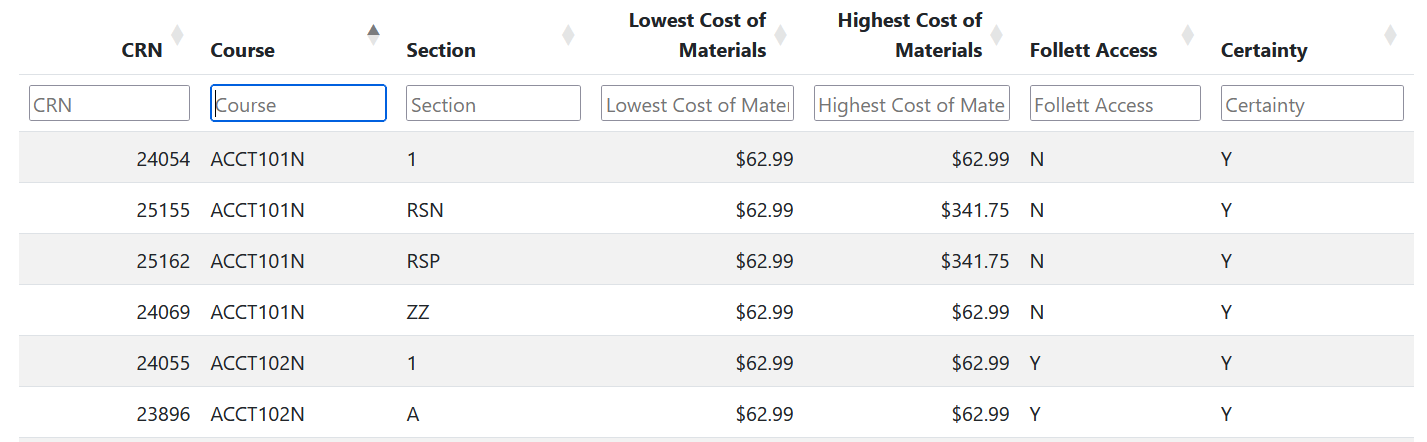 CRN Course Section Lowest Cost of Materials Highest Cost of Materials Follett Access Certainty
CRN Course Section Lowest Cost of Mater Highest Cost of Mate Follett Access Certainty
24054 ACCT101N 1 $62.99 $62.99 N Y
25155 ACCT101N RSN $62.99 $341.75 N Y
25162 ACCT101N RSP $62.99 $341.75 N Y
24069 ACCT101N ZZ $62.99 $62.99 N Y
24055 ACCT102N 1 $62.99 $62.99 Y Y
23896 ACCT102N A $62.99 $62.99 Y Y